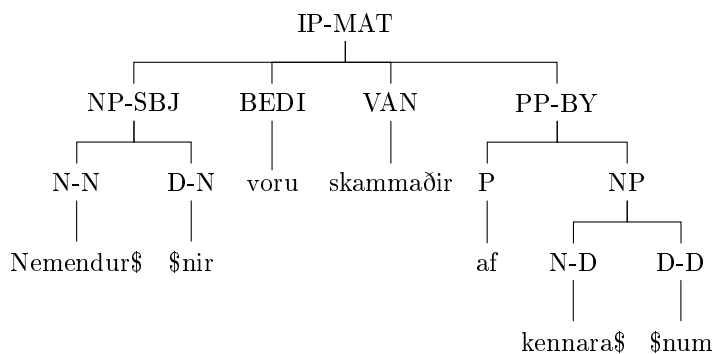 IP-MAT
NP-SBJ BEDI VAN PP-BY
N-N D-N voru skammaðir P NP
Nemendur$ $nir af N-D D-D
kennara$ $num